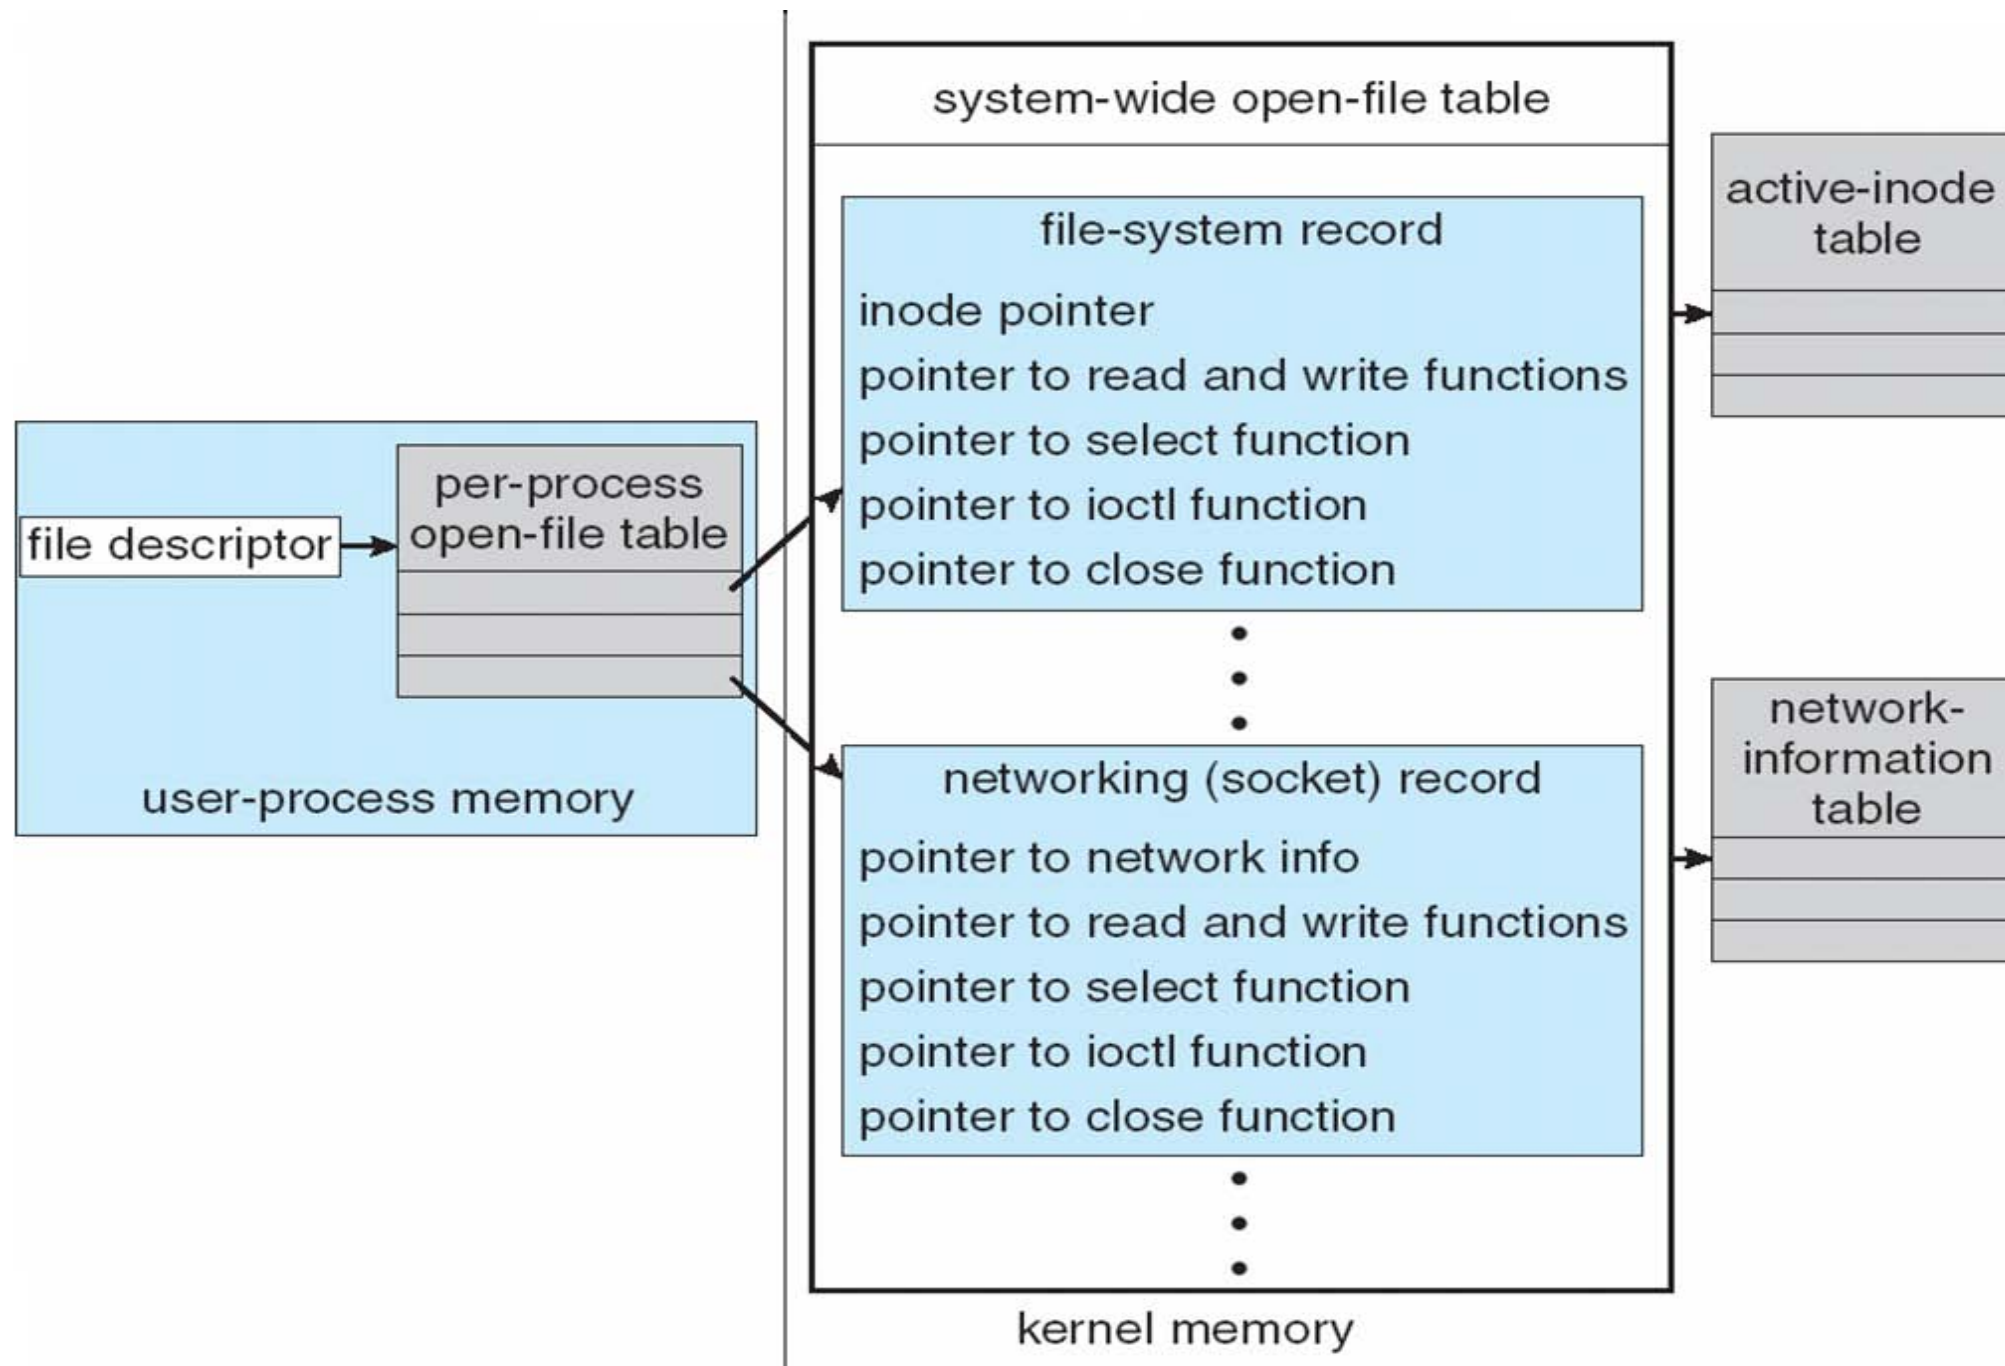 file descriptor
per-process
open-file table
user-process memory
system-wide open-file table
file-system record
inode pointer
pointer to read and write functions
pointer to select function
pointer to ioctl function
pointer to close function
networking (socket) record
pointer to network info
pointer to read and write functions
pointer to select function
pointer to ioctl function
pointer to close function
kernel memory
active-inode
table
network-
information
table